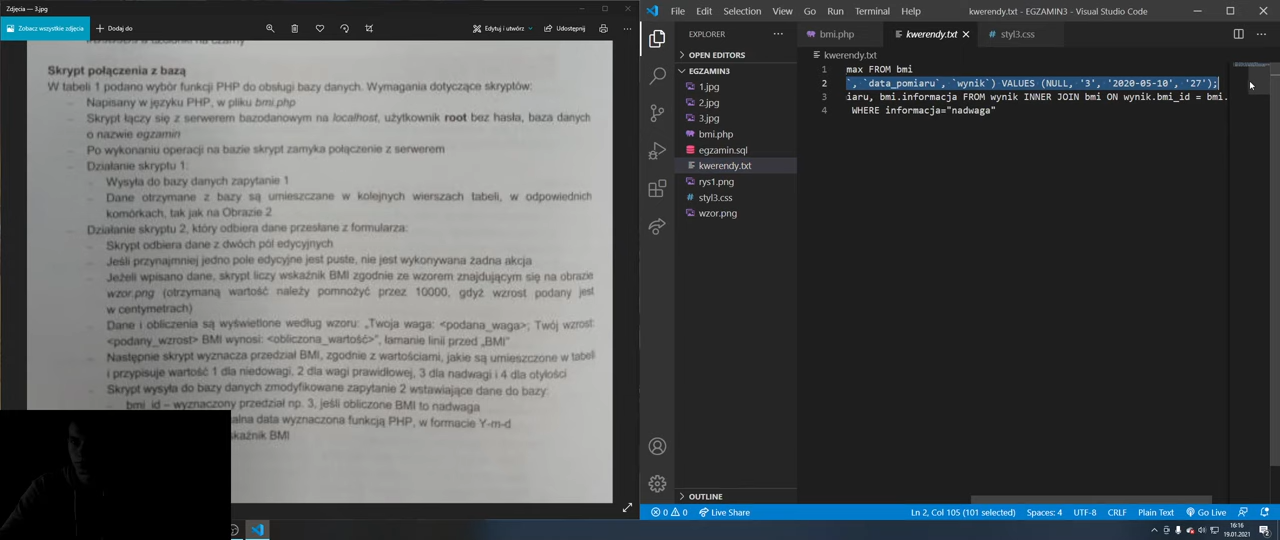 Zdjęcia — 3.jpg
Zobacz wszystkie zdjęcia
Dodaj do
Edytuj i utwórz
Udostępnij
Skrypt połączenia z bazą
W tabeli 1 podano wybór funkcji PHP do obsługi bazy danych. Wymagania dotyczące skryptów:
– Napisany w języku PHP, w pliku bmi.php
– Skrypt łączy się z serwerem bazodanowym na localhost, użytkownik root bez hasła, baza danych
o nazwie egzamin
– Po wykonaniu operacji na bazie skrypt zamyka połączenie z serwerem
– Działanie skryptu 1:
– Wysyła do bazy danych zapytanie 1
– Dane otrzymane z bazy są umieszczane w kolejnych wierszach tabeli, w odpowiednich
komórkach, tak jak na Obrazie 2
– Działanie skryptu 2, który odbiera dane przesłane z formularza:
– Skrypt odbiera dane z dwóch pól edycyjnych
– Jeśli przynajmniej jedno pole edycyjne jest puste, nie jest wykonywana żadna akcja
– Jeżeli wpisano dane, skrypt liczy wskaźnik BMI zgodnie ze wzorem znajdującym się na obrazie
wzor.png (otrzymaną wartość należy pomnożyć przez 10000, gdyż wzrost podany jest
w centymetrach)
– Dane i obliczenia są wyświetlone według wzoru: „Twoja waga: <podana_waga>; Twój wzrost:
<podany_wzrost> BMI wynosi: <obliczona_wartość>”, łamanie linii przed „BMI”
– Następnie skrypt wyznacza przedział BMI, zgodnie z wartościami, jakie są umieszczone w tabeli
i przypisuje wartość 1 dla niedowagi, 2 dla wagi prawidłowej, 3 dla nadwagi i 4 dla otyłości
– Skrypt wysyła do bazy danych zmodyfikowane zapytanie 2 wstawiające dane do bazy:
bmi_id – wyznaczony przedział np. 3, jeśli obliczone BMI to nadwaga
data wyznaczona funkcją PHP, w formacie Y-m-d
BMI
File Edit Selection View Go Run Terminal Help
kwerendy.txt - EGZAMIN3 - Visual Studio Code
EXPLORER
OPEN EDITORS
EGZAMIN3
1.jpg
2.jpg
3.jpg
bmi.php
egzamin.sql
kwerendy.txt
rys1.png
styl3.css
wzor.png
OUTLINE
bmi.php kwerendy.txt styl3.css
kwerendy.txt
1 max FROM bmi
2 `, `data_pomiaru`, `wynik`) VALUES (NULL, '3', '2020-05-10', '27');
3 iaru, bmi.informacja FROM wynik INNER JOIN bmi ON wynik.bmi_id = bmi.
4 WHERE informacja="nadwaga"
0 0 Live Share
Ln 2, Col 105 (101 selected) Spaces: 4 UTF-8 CRLF Plain Text Go Live
16:16
19.01.2021